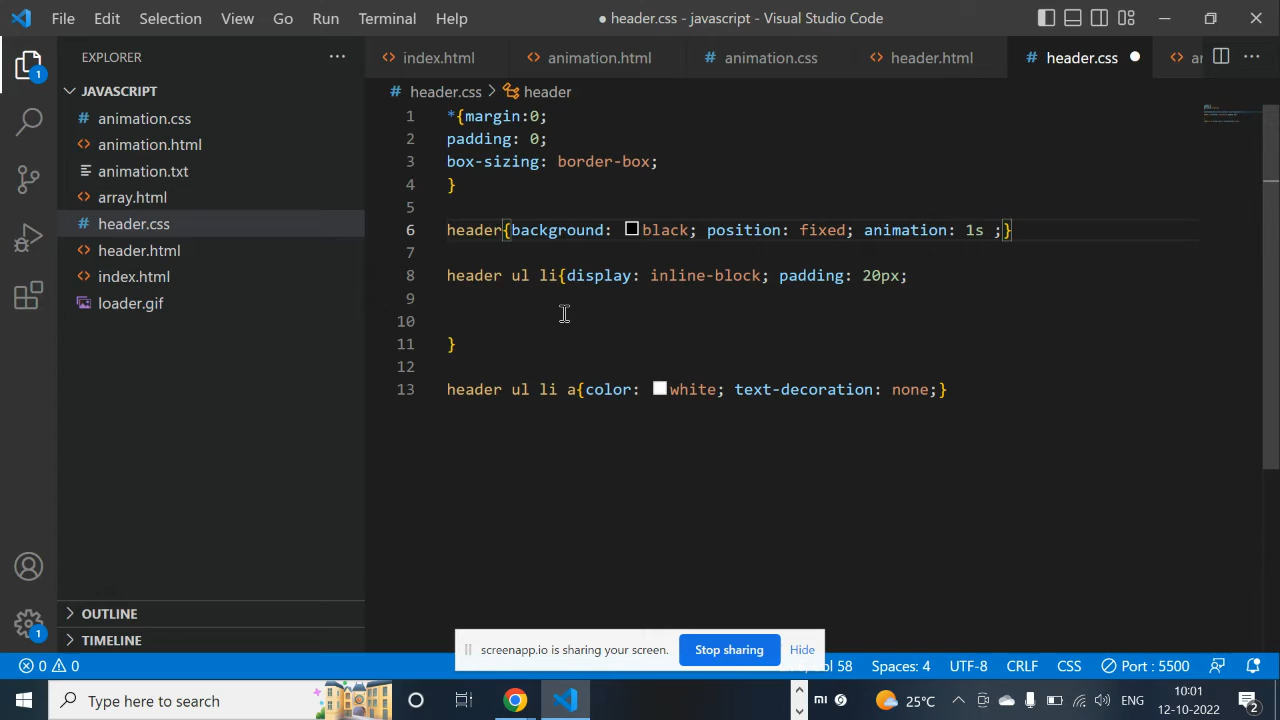 File Edit Selection View Go Run Terminal Help
● header.css - javascript - Visual Studio Code
EXPLORER
JAVASCRIPT
animation.css
animation.html
animation.txt
array.html
header.css
header.html
index.html
loader.gif
OUTLINE
TIMELINE
1
1
index.html animation.html # animation.css header.html # header.css ●
# header.css > header
1 *{margin:0;
2 padding: 0;
3 box-sizing: border-box;
4 }
5
6 header{background: black; position: fixed; animation: 1s ;}
7
8 header ul li{display: inline-block; padding: 20px;
9
10
11 }
12
13 header ul li a{color: white; text-decoration: none;}
screenapp.io is sharing your screen. Stop sharing Hide
0 0 col 58 Spaces: 4 UTF-8 CRLF CSS Port : 5500
Type here to search mi 25°C ENG 10:01
12-10-2022 2